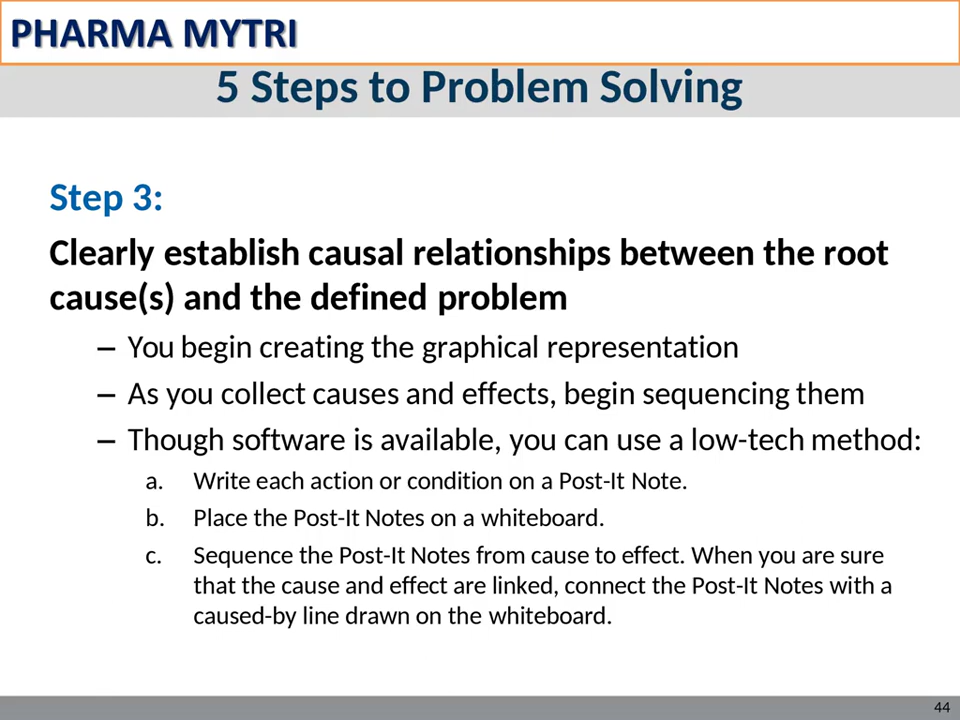 PHARMA MYTRI
5 Steps to Problem Solving
Step 3:
Clearly establish causal relationships between the root
cause(s) and the defined problem
– You begin creating the graphical representation
– As you collect causes and effects, begin sequencing them
– Though software is available, you can use a low-tech method:
a. Write each action or condition on a Post-It Note.
b. Place the Post-It Notes on a whiteboard.
c. Sequence the Post-It Notes from cause to effect. When you are sure
that the cause and effect are linked, connect the Post-It Notes with a
caused-by line drawn on the whiteboard.
44